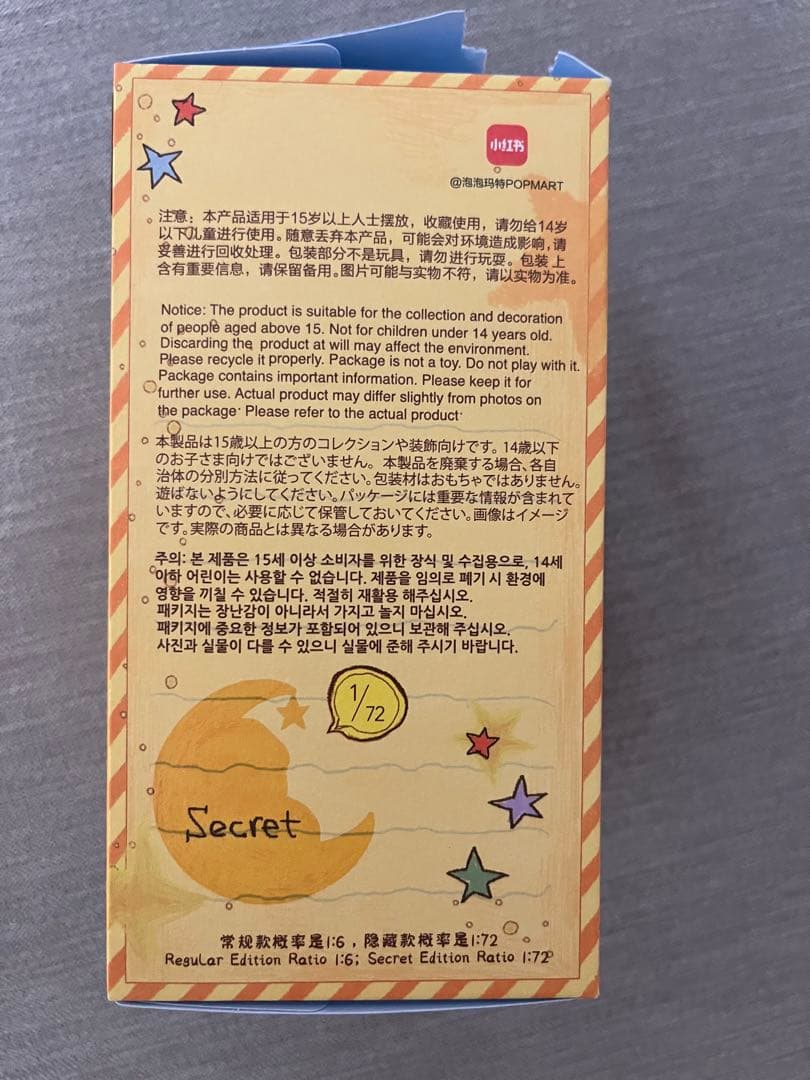 小红书
@泡泡玛特POPMART
注意：本产品适用于15岁以上人士摆放，收藏使用，请勿给14岁
以下儿童进行使用。随意丢弃本产品，可能会对环境造成影响，请
妥善进行回收处理。包装部分不是玩具，请勿进行玩耍。包装上
含有重要信息，请保留备用。图片可能与实物不符，请以实物为准。
Notice: The product is suitable for the collection and decoration
of people aged above 15. Not for children under 14 years old.
Discarding the product at will may affect the environment.
Please recycle it properly. Package is not a toy. Do not play with it.
Package contains important information. Please keep it for
further use. Actual product may differ slightly from photos on
the package· Please refer to the actual product·
本製品は15歳以上の方のコレクションや装飾向けです。14歳以下
のお子さま向けではございません。本製品を廃棄する場合、各自
治体の分別方法に従ってください。包装材はおもちゃではありません。
遊ばないようにしてください。パッケージには重要な情報が含まれて
いますので、必要に応じて保管しておいてください。画像はイメージ
です。実際の商品とは異なる場合があります。
주의: 본 제품은 15세 이상 소비자를 위한 장식 및 수집용으로, 14세
이하 어린이는 사용할 수 없습니다. 제품을 임의로 폐기 시 환경에
영향을 끼칠 수 있습니다. 적절히 재활용 해주십시오.
패키지는 장난감이 아니라서 가지고 놀지 마십시오.
패키지에 중요한 정보가 포함되어 있으니 보관해 주십시오.
사진과 실물이 다를 수 있으니 실물에 준해 주시기 바랍니다.
1/72
Secret
常规款概率是1:6，隐藏款概率是1:72
Regular Edition Ratio 1:6; Secret Edition Ratio 1:72